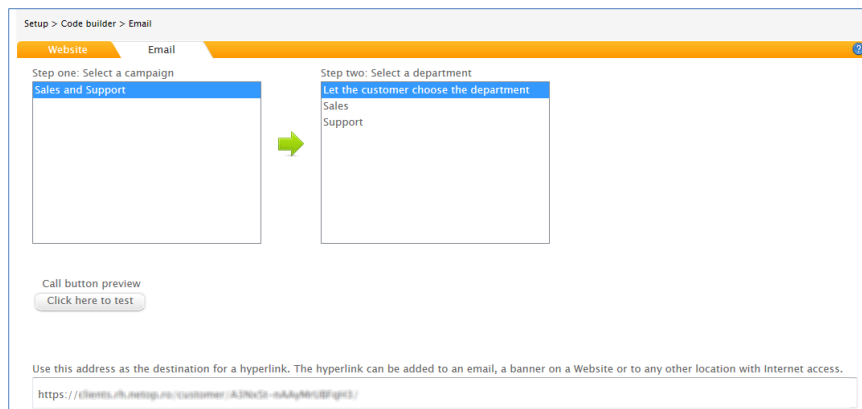 Setup > Code builder > Email
Website Email ?
Step one: Select a campaign Step two: Select a department
Sales and Support Let the customer choose the department
Sales
Support
Call button preview
Click here to test
Use this address as the destination for a hyperlink. The hyperlink can be added to an email, a banner on a Website or to any other location with Internet access.
https://